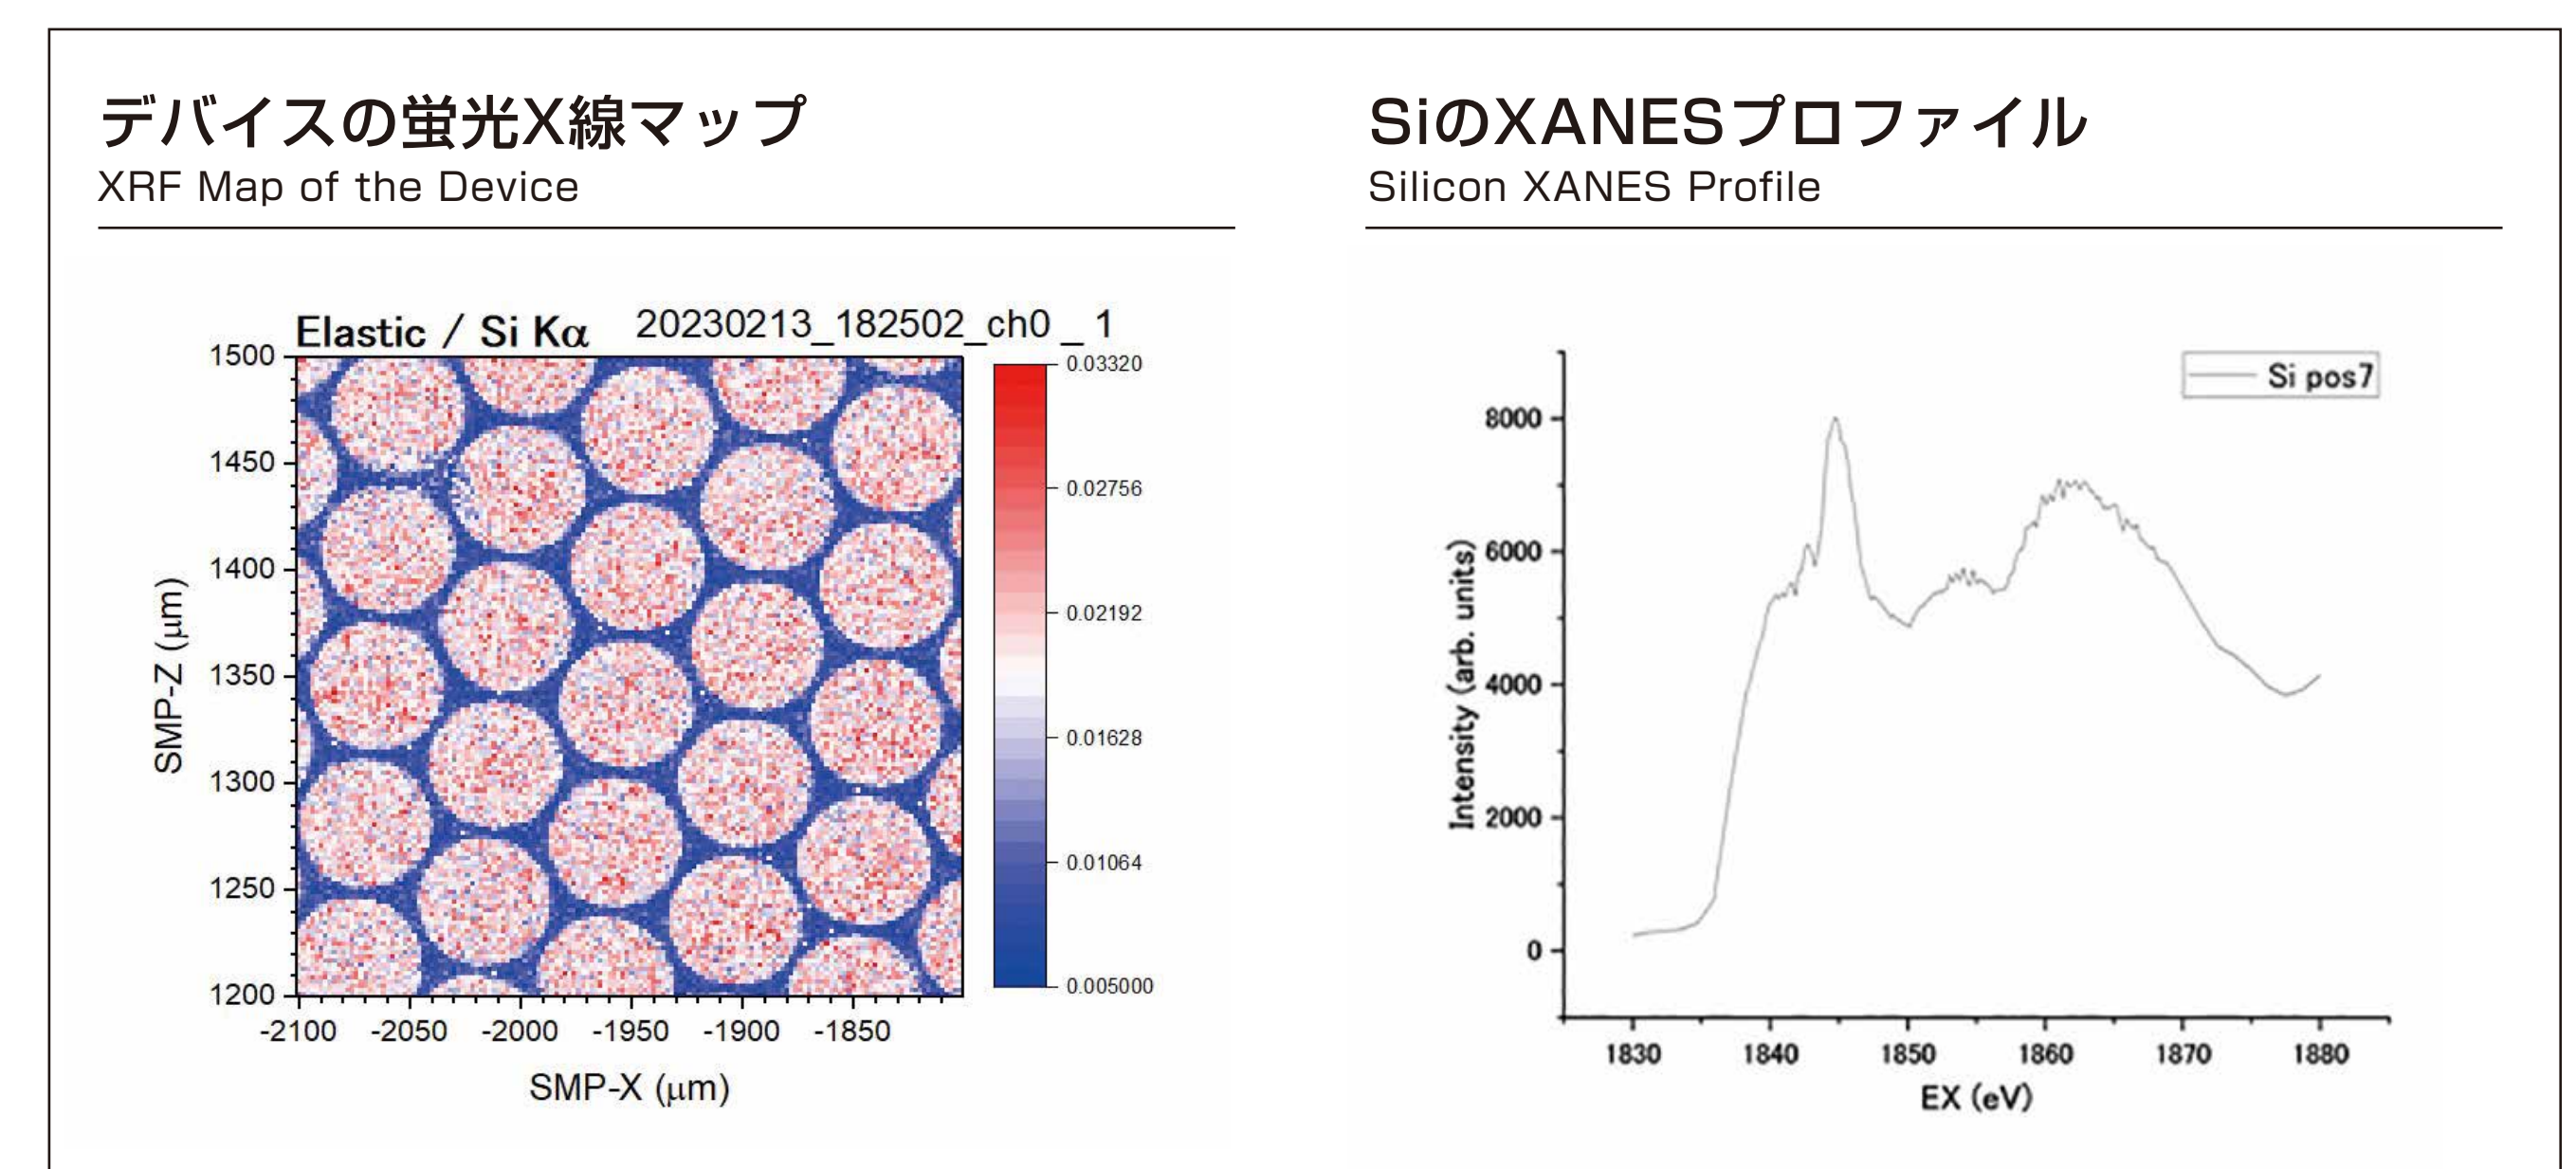 デバイスの蛍光X線マップ
XRF Map of the Device
Elastic / Si Kα 20230213_182502_ch0 _ 1
1500
1450
1400
1350
1300
1250
1200
SMP-Z (μm)
-2100 -2050 -2000 -1950 -1900 -1850
SMP-X (μm)
0.03320
0.02756
0.02192
0.01628
0.01064
0.005000
SiのXANESプロファイル
Silicon XANES Profile
Si pos7
8000
6000
4000
2000
0
Intensity (arb. units)
1830 1840 1850 1860 1870 1880
EX (eV)